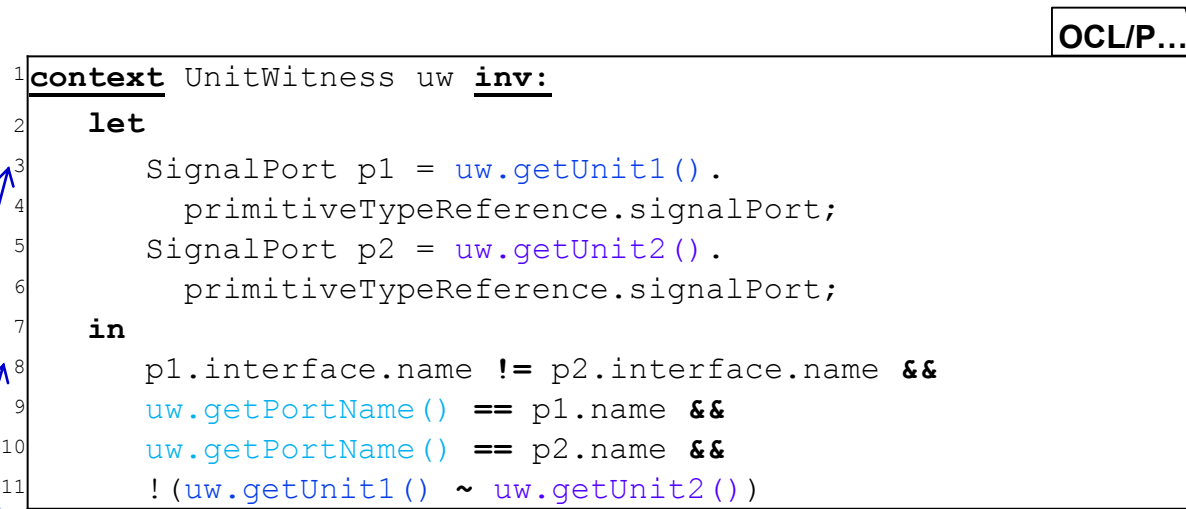 OCL/P…
1 context UnitWitness uw inv:
2 let
3 SignalPort p1 = uw.getUnit1().
4 primitiveTypeReference.signalPort;
5 SignalPort p2 = uw.getUnit2().
6 primitiveTypeReference.signalPort;
7 in
8 p1.interface.name != p2.interface.name &&
9 uw.getPortName() == p1.name &&
10 uw.getPortName() == p2.name &&
11 !(uw.getUnit1() ~ uw.getUnit2())